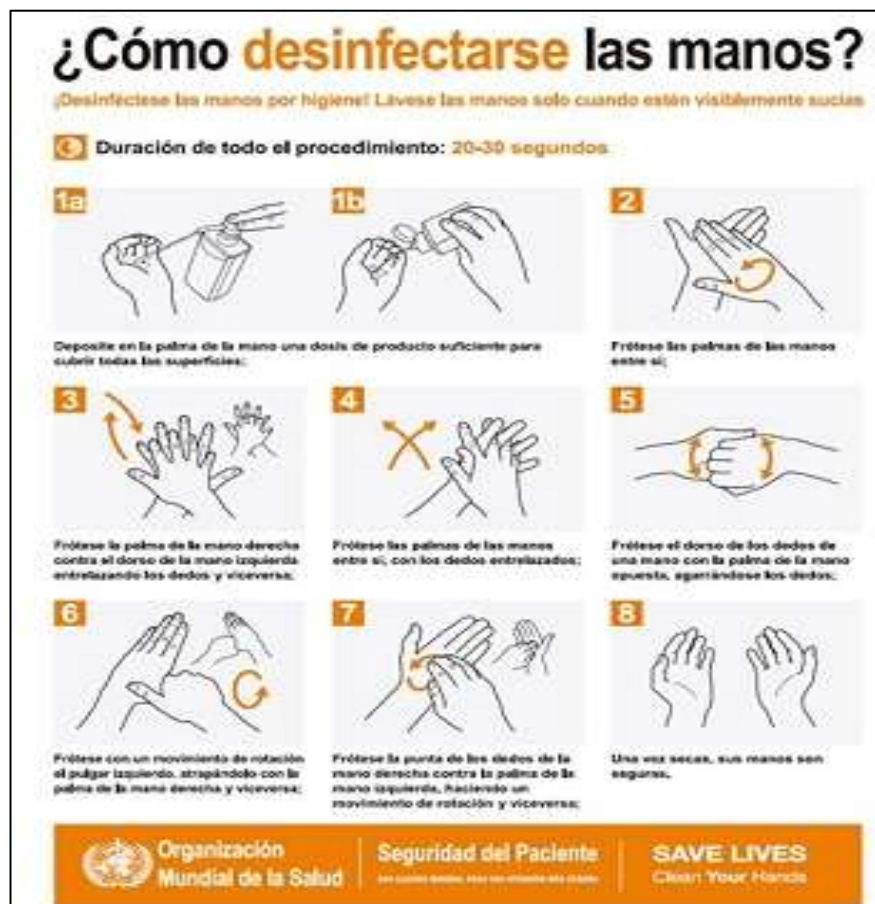 ¿Cómo desinfectarse las manos?
¡Desinféctese las manos por higiene! Lávese las manos solo cuando estén visiblemente sucias
Duración de todo el procedimiento: 20-30 segundos
1a
1b
2
Deposite en la palma de la mano una dosis de producto suficiente para
cubrir todas las superficies;
Frótese las palmas de las manos
entre sí;
3
4
5
Frótese la palma de la mano derecha
contra el dorso de la mano izquierda
entrelazando los dedos y viceversa;
Frótese las palmas de las manos
entre sí, con los dedos entrelazados;
Frótese el dorso de los dedos de
una mano con la palma de la mano
opuesta, agarrándose los dedos;
6
7
8
Frótese con un movimiento de rotación
el pulgar izquierdo, atrapándolo con la
palma de la mano derecha y viceversa;
Frótese la punta de los dedos de la
mano derecha contra la palma de la
mano izquierda, haciendo un
movimiento de rotación y viceversa;
Una vez secas, sus manos son
seguras.
Organización
Mundial de la Salud
Seguridad del Paciente
SAVE LIVES
Clean Your Hands